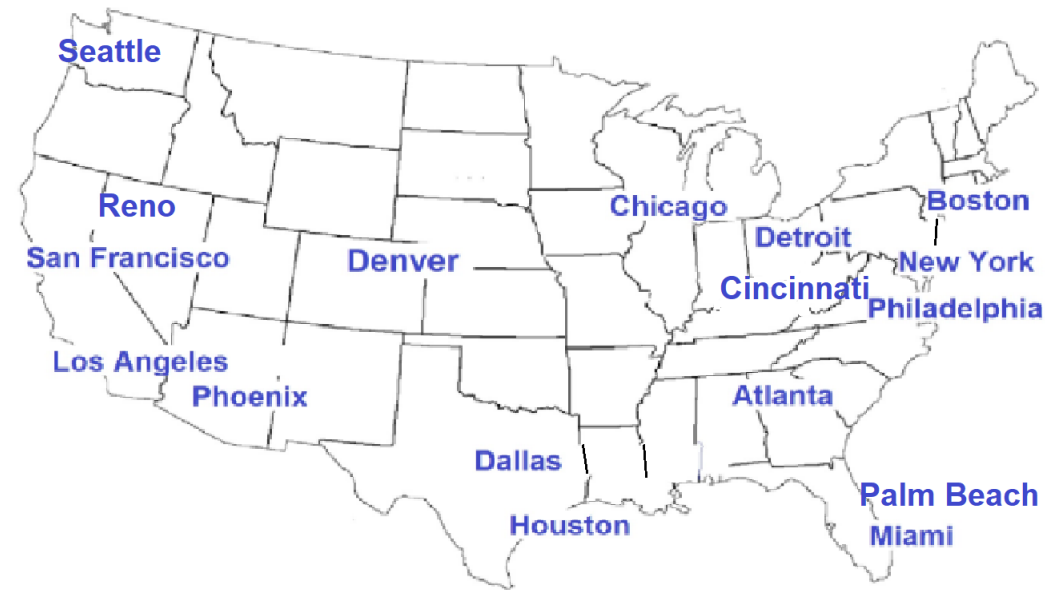 Seattle
Reno
Chicago
Boston
Detroit
San Francisco
Denver
New York
Cincinnati
Philadelphia
Los Angeles
Phoenix
Atlanta
Dallas
Palm Beach
Houston
Miami